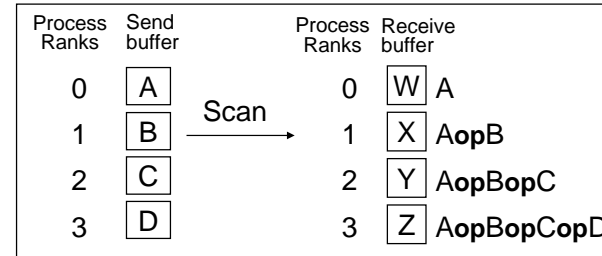 Process Ranks Send buffer Process Ranks Receive buffer
0 A 0 W A
Scan
1 B 1 X AopB
2 C 2 Y AopBopC
3 D 3 Z AopBopCopD